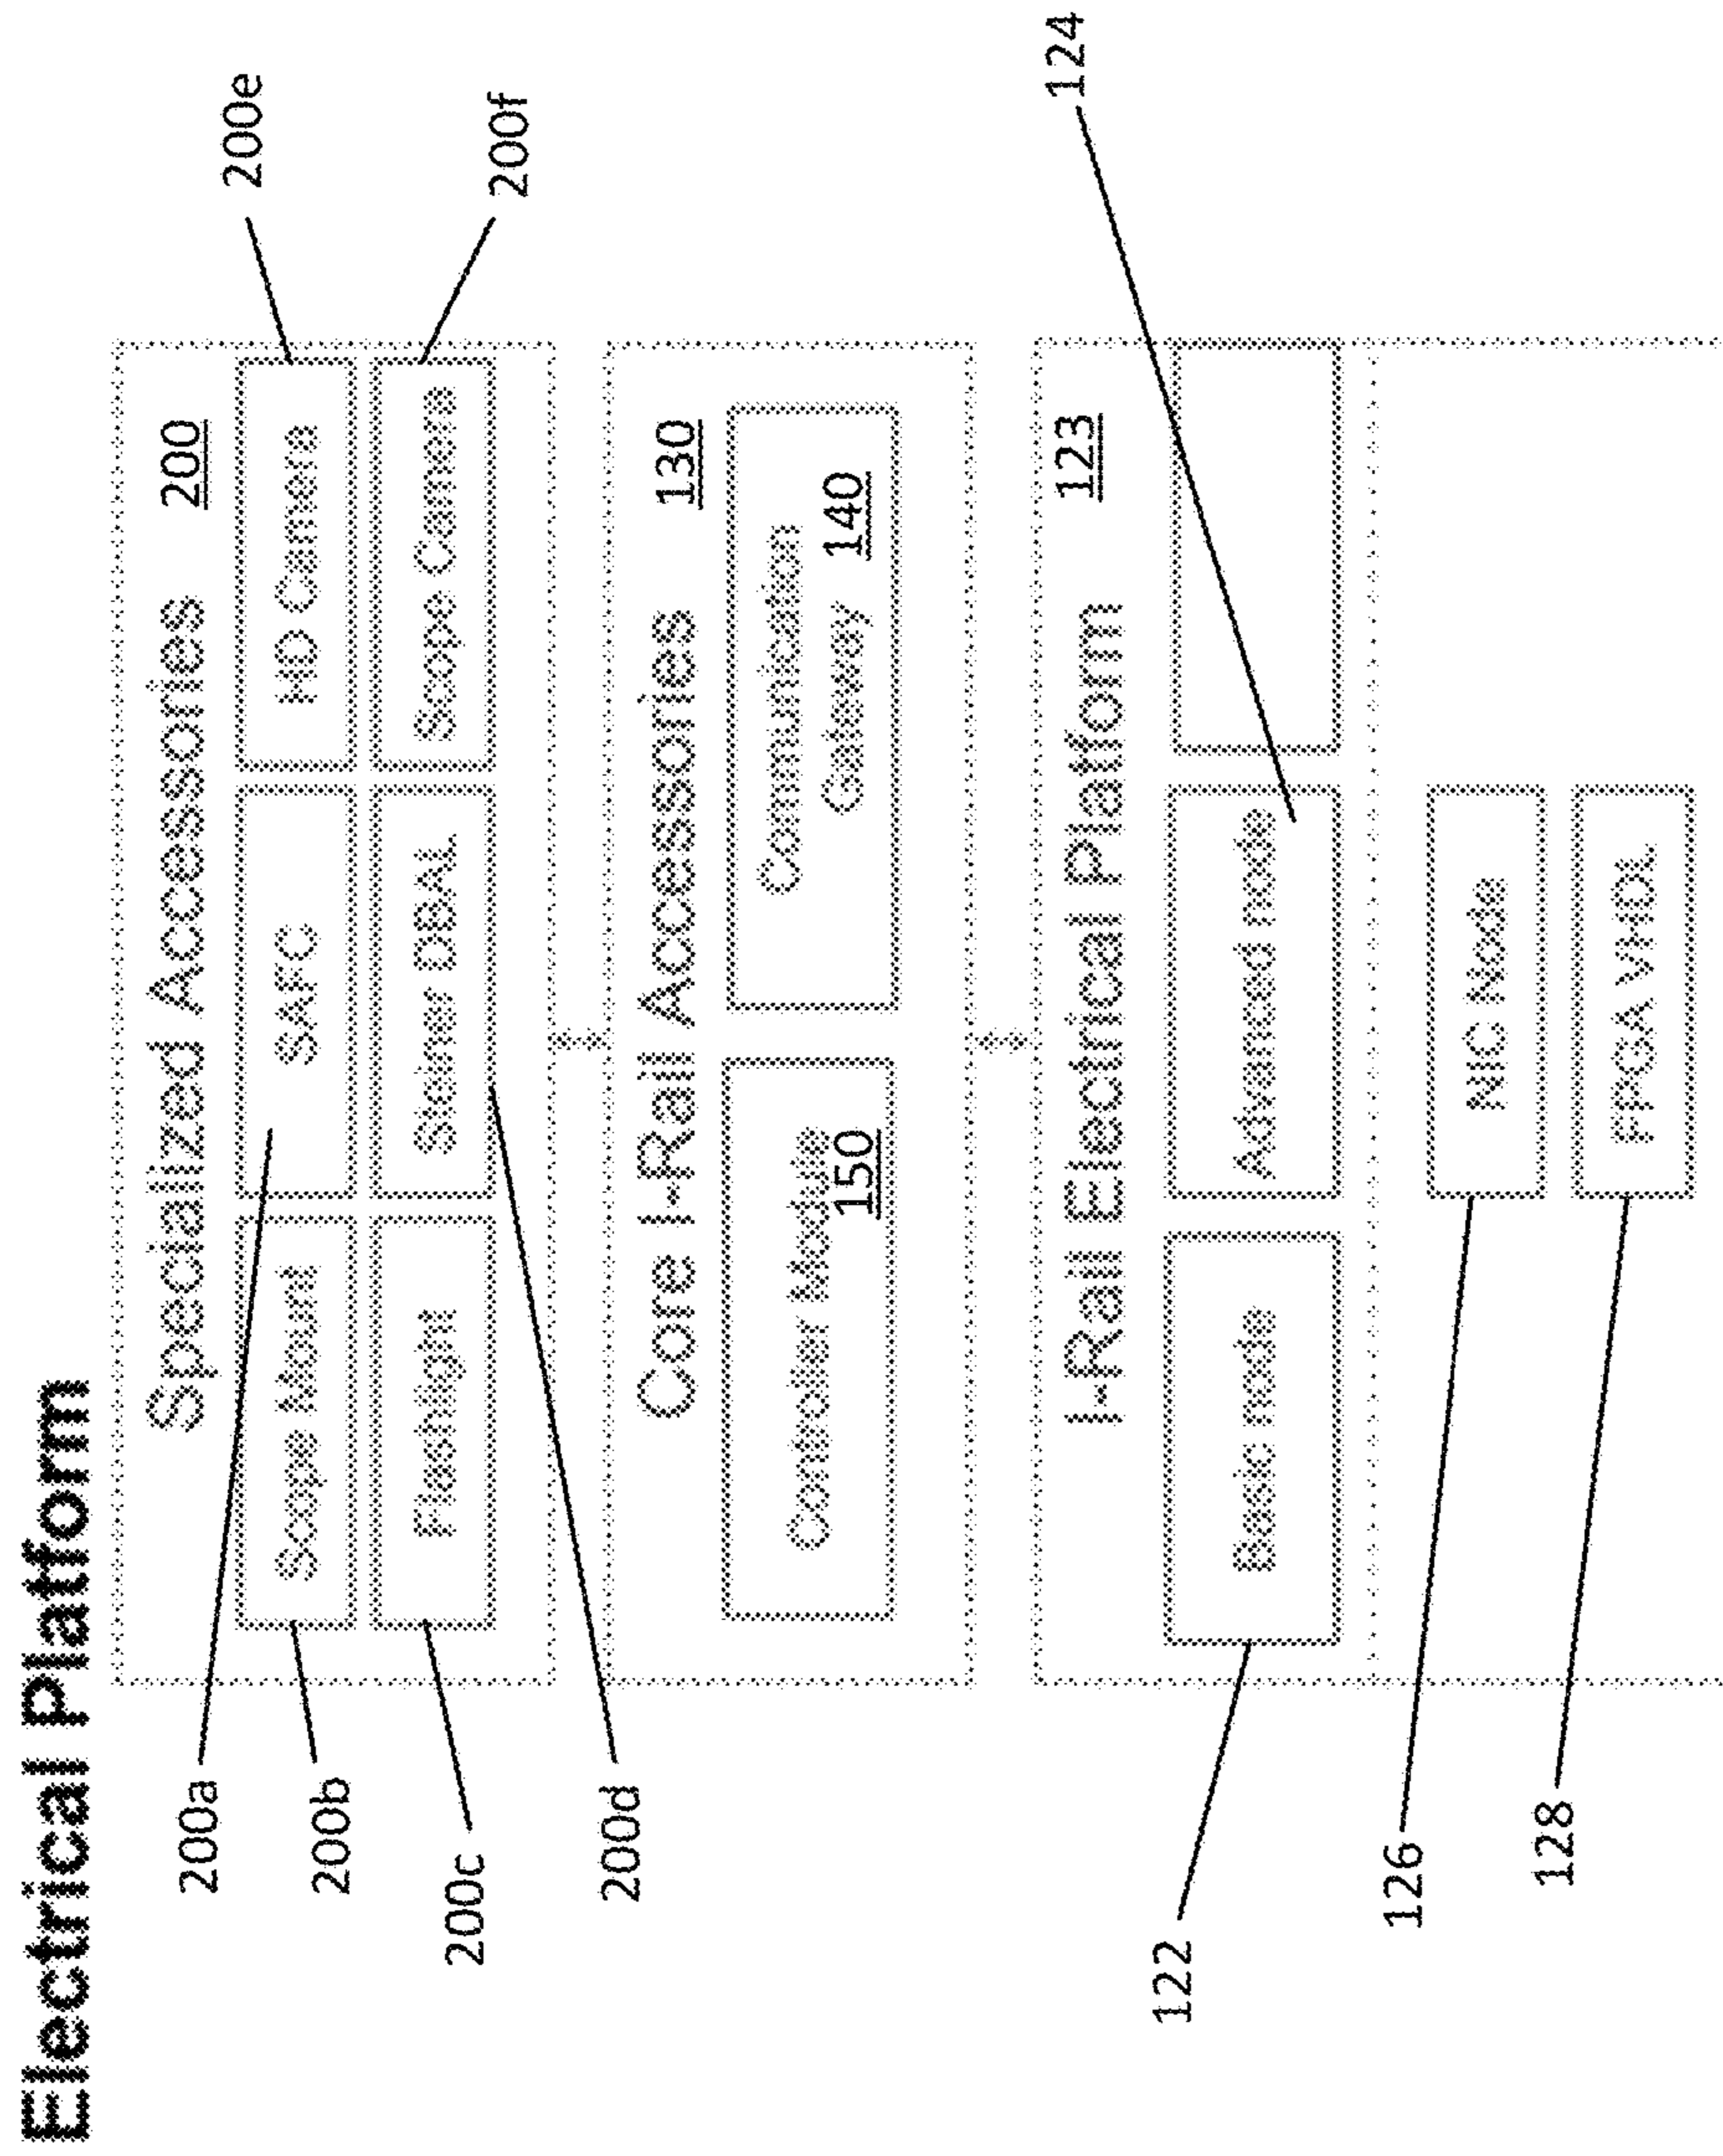 Electrical Platform
Specialized Accessories 200
Scope Mount
SAFC
HD Camera
Flashlight
Steiner DBAL
Scope Camera
200a
200b
200c
200d
200e
200f
Core I-Rail Accessories 130
Controller Module
150
Communication
Gateway 140
I-Rail Electrical Platform 123
Basic node
Advanced node
NIC Node
FPGA VHDL
122
124
126
128